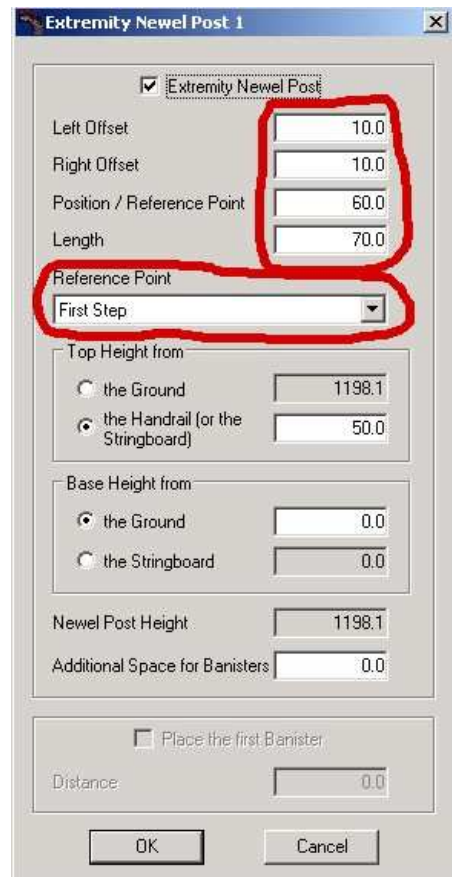 Extremity Newel Post 1
Extremity Newel Post
Left Offset 10.0
Right Offset 10.0
Position / Reference Point 60.0
Length 70.0
Reference Point
First Step
Top Height from
the Ground 1198.1
the Handrail (or the
Stringboard) 50.0
Base Height from
the Ground 0.0
the Stringboard 0.0
Newel Post Height 1198.1
Additional Space for Banisters 0.0
Place the first Banister
Distance 0.0
OK Cancel